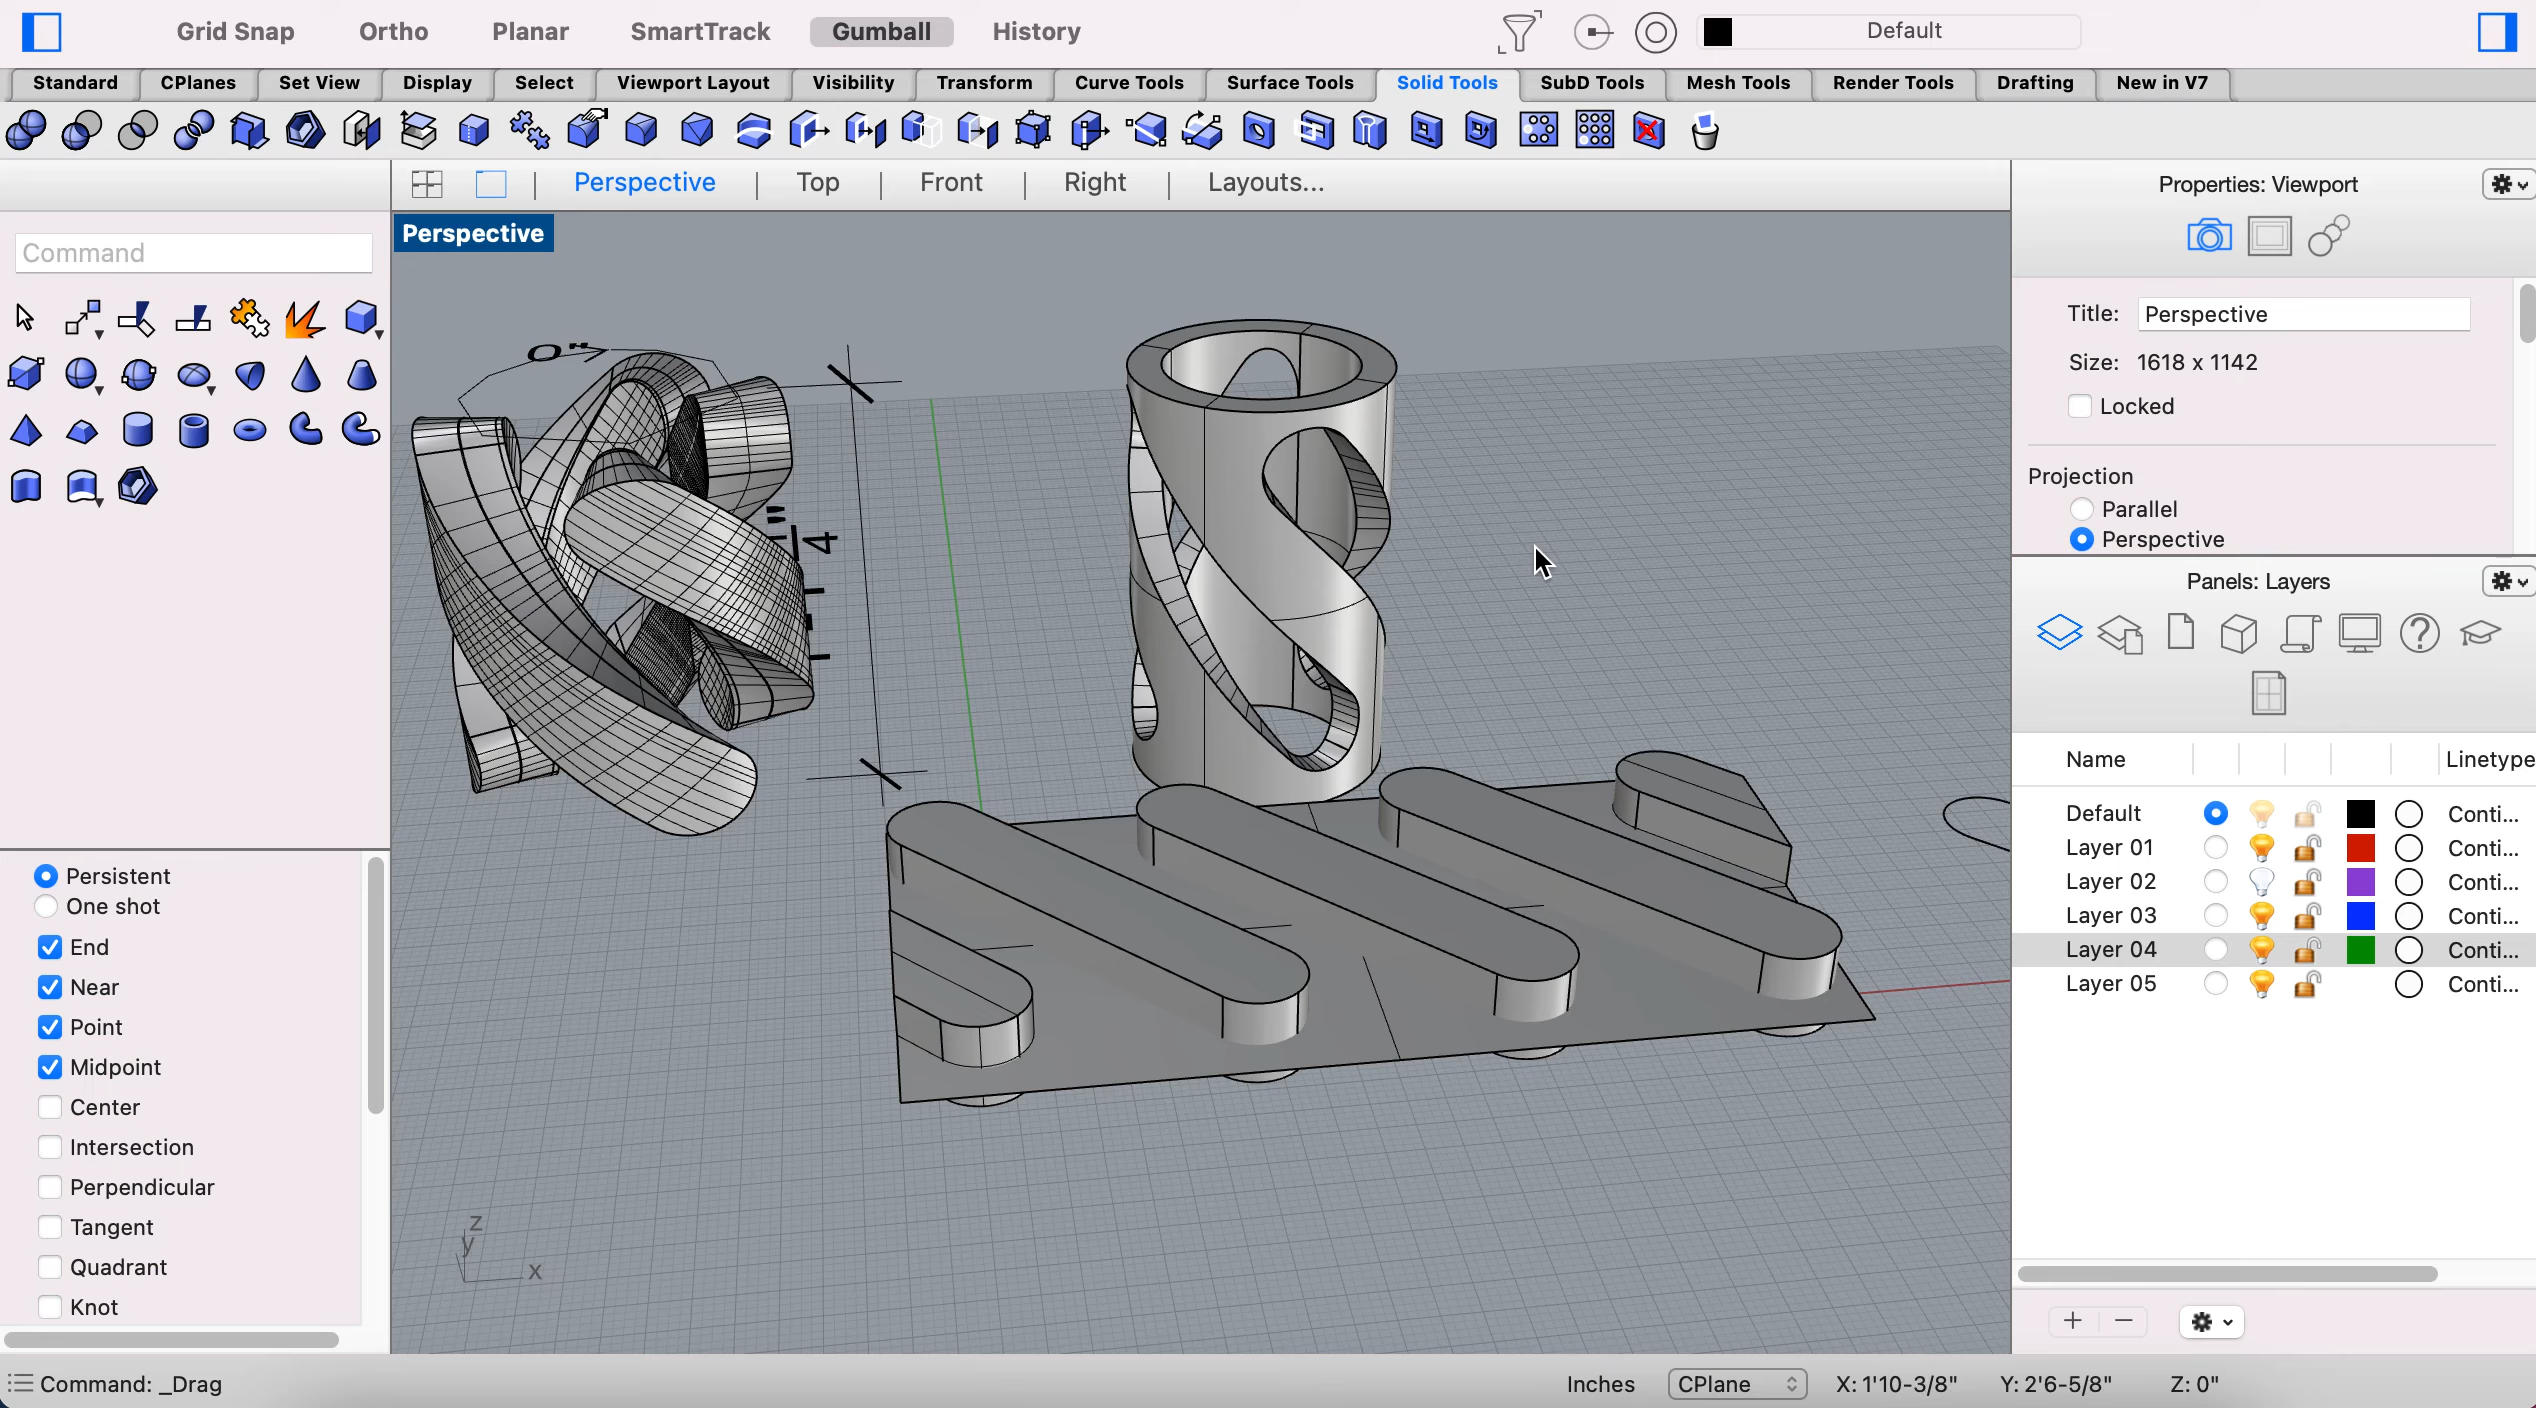 Grid Snap Ortho Planar SmartTrack Gumball History Default
Standard CPlanes Set View Display Select Viewport Layout Visibility Transform Curve Tools Surface Tools Solid Tools SubD Tools Mesh Tools Render Tools Drafting New in V7
Perspective | Top | Front | Right | Layouts...
Properties: Viewport
Perspective
Command
Title: Perspective
Size: 1618 x 1142
Locked
Projection
Parallel
Perspective
0"
Panels: Layers
Name Linetype
Default Conti...
Layer 01 Conti...
Layer 02 Conti...
Layer 03 Conti...
Layer 04 Conti...
Layer 05 Conti...
Persistent
One shot
End
Near
Point
Midpoint
Center
Intersection
Perpendicular
Tangent
Quadrant
Knot
z
y
x
Command: _Drag Inches CPlane X: 1'10-3/8" Y: 2'6-5/8" Z: 0"